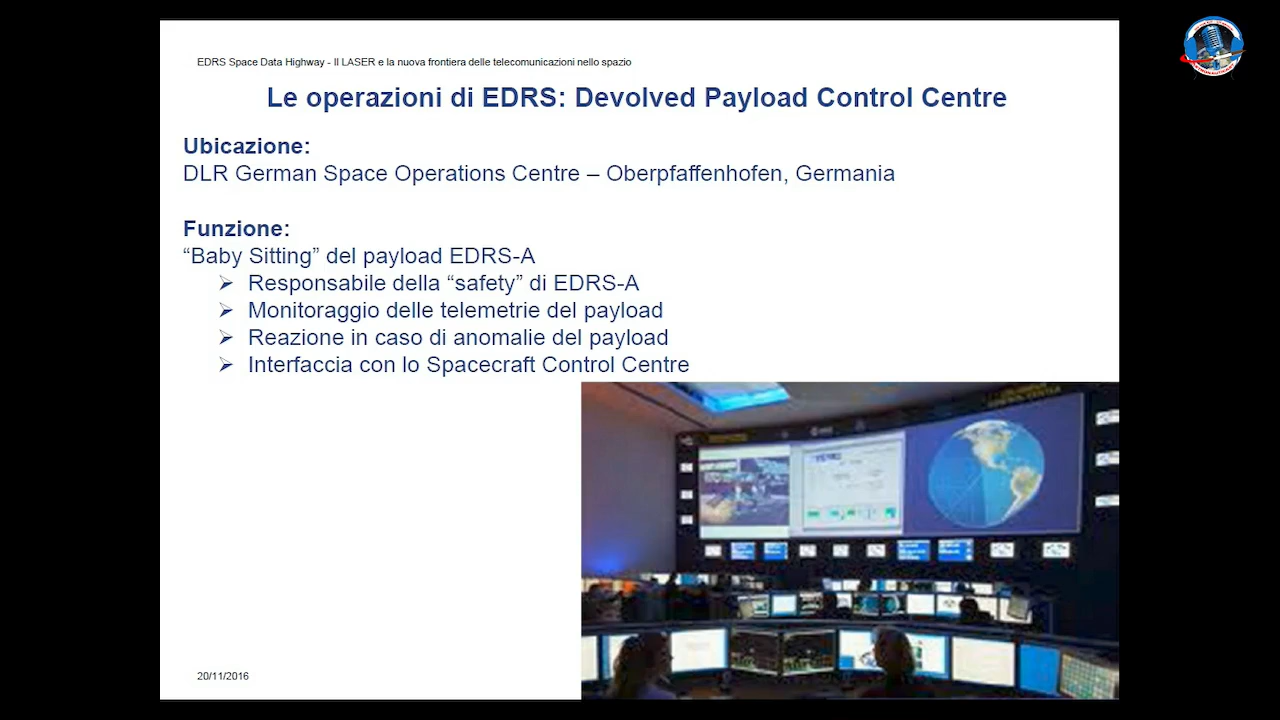 EDRS Space Data Highway - Il LASER e la nuova frontiera delle telecomunicazioni nello spazio
Le operazioni di EDRS: Devolved Payload Control Centre
Ubicazione:
DLR German Space Operations Centre – Oberpfaffenhofen, Germania
Funzione:
“Baby Sitting” del payload EDRS-A
➢ Responsabile della “safety” di EDRS-A
➢ Monitoraggio delle telemetrie del payload
➢ Reazione in caso di anomalie del payload
➢ Interfaccia con lo Spacecraft Control Centre
20/11/2016